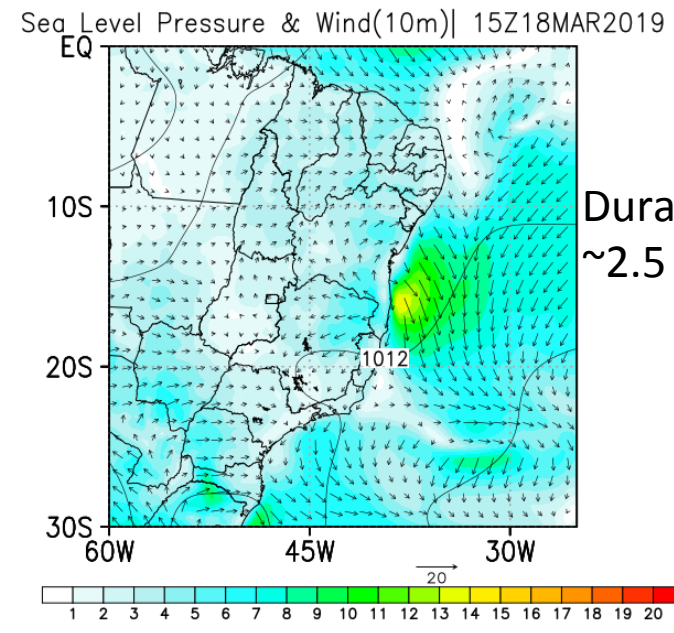 Sea Level Pressure & Wind(10m)| 15Z18MAR2019
EQ
10S
Dura
~2.5
1012
20S
30S
60W 45W 30W
20
1 2 3 4 5 6 7 8 9 10 11 12 13 14 15 16 17 18 19 20